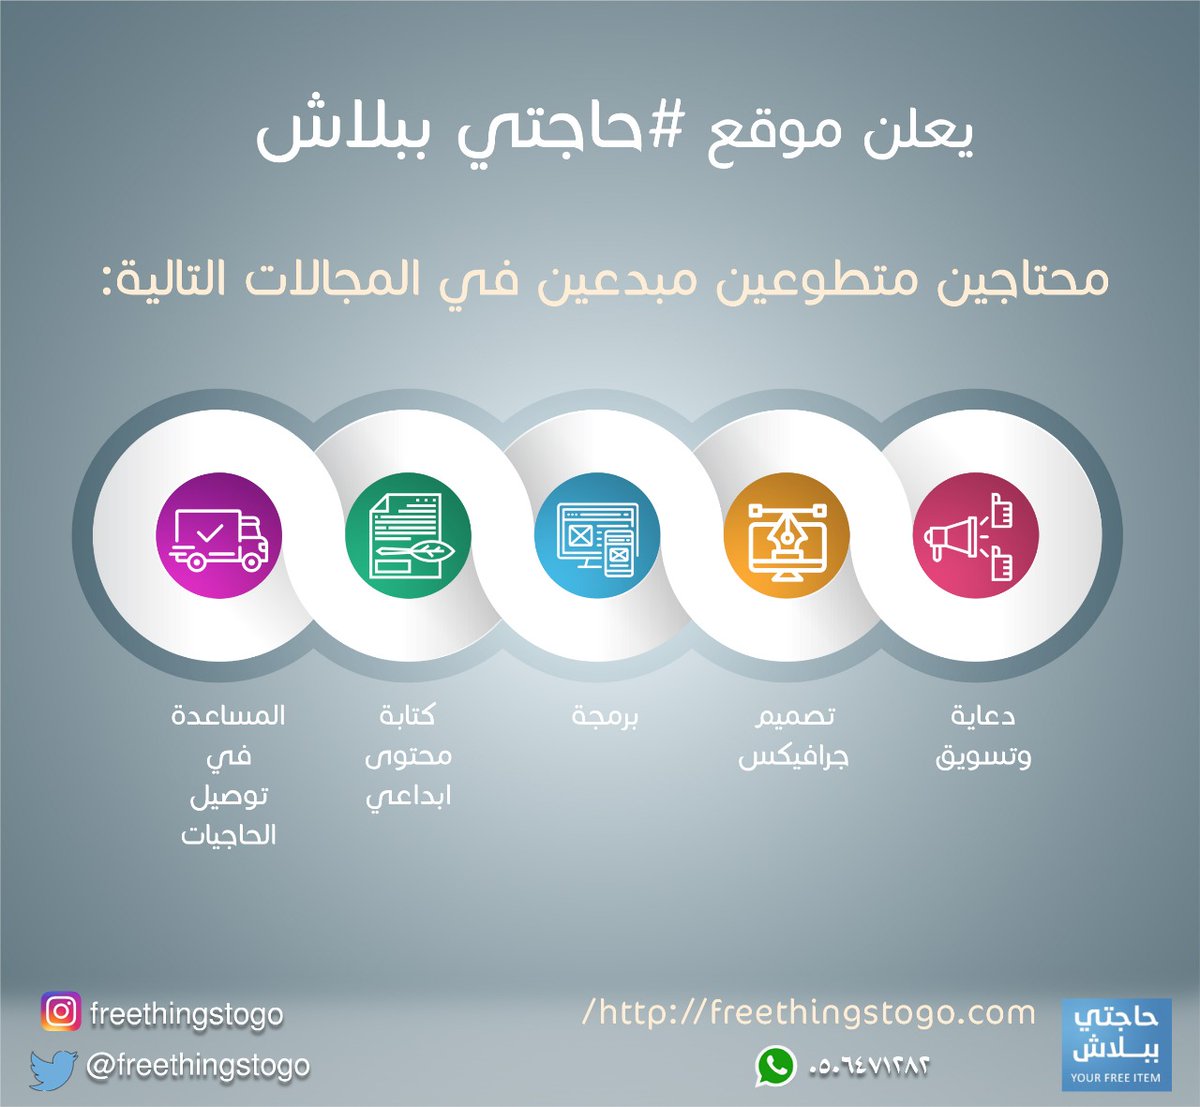 يعلن موقع #حاجتي ببلاش
محتاجين متطوعين مبدعين في المجالات التالية:
دعاية
وتسويق
تصميم
جرافيكس
برمجة
كتابة
محتوى
ابداعي
المساعدة
في
توصيل
الحاجيات
freethingstogo
@freethingstogo
/http://freethingstogo.com
٠٥٠٦٤٧١٢٨٢
حاجتي
ببلاش
YOUR FREE ITEM